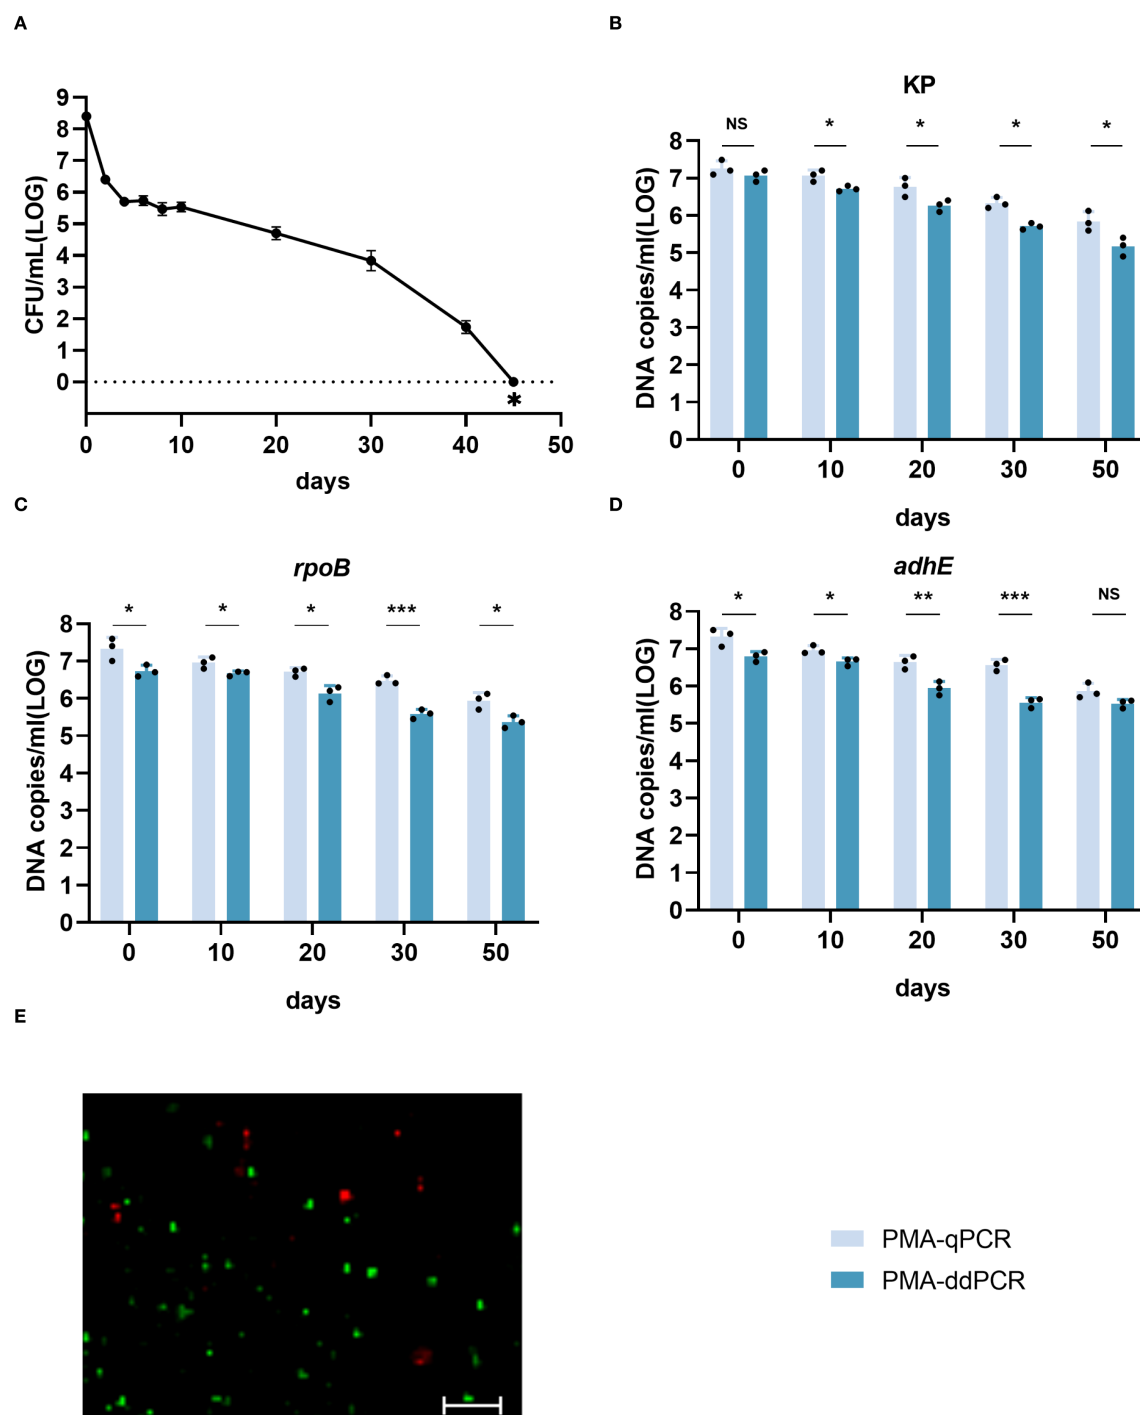 A
9
8
7
6
5
4
3
2
1
0
CFU/mL(LOG)
*
0 10 20 30 40 50
days
B
KP
NS * * * *
8
7
6
5
4
3
2
1
0
DNA copies/ml(LOG)
0 10 20 30 50
days
C
rpoB
* * * *** *
8
7
6
5
4
3
2
1
0
DNA copies/ml(LOG)
0 10 20 30 50
days
D
adhE
* * ** *** NS
8
7
6
5
4
3
2
1
0
DNA copies/ml(LOG)
0 10 20 30 50
days
E
PMA-qPCR
PMA-ddPCR